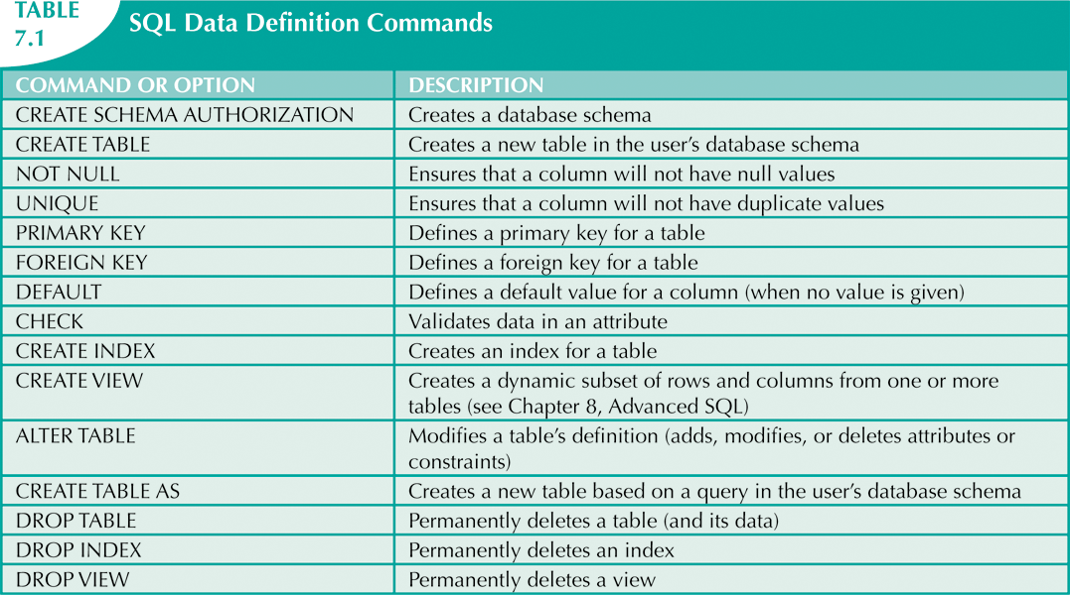 TABLE
7.1
SQL Data Definition Commands
COMMAND OR OPTION DESCRIPTION
CREATE SCHEMA AUTHORIZATION Creates a database schema
CREATE TABLE Creates a new table in the user’s database schema
NOT NULL Ensures that a column will not have null values
UNIQUE Ensures that a column will not have duplicate values
PRIMARY KEY Defines a primary key for a table
FOREIGN KEY Defines a foreign key for a table
DEFAULT Defines a default value for a column (when no value is given)
CHECK Validates data in an attribute
CREATE INDEX Creates an index for a table
CREATE VIEW Creates a dynamic subset of rows and columns from one or more
tables (see Chapter 8, Advanced SQL)
ALTER TABLE Modifies a table’s definition (adds, modifies, or deletes attributes or
constraints)
CREATE TABLE AS Creates a new table based on a query in the user’s database schema
DROP TABLE Permanently deletes a table (and its data)
DROP INDEX Permanently deletes an index
DROP VIEW Permanently deletes a view